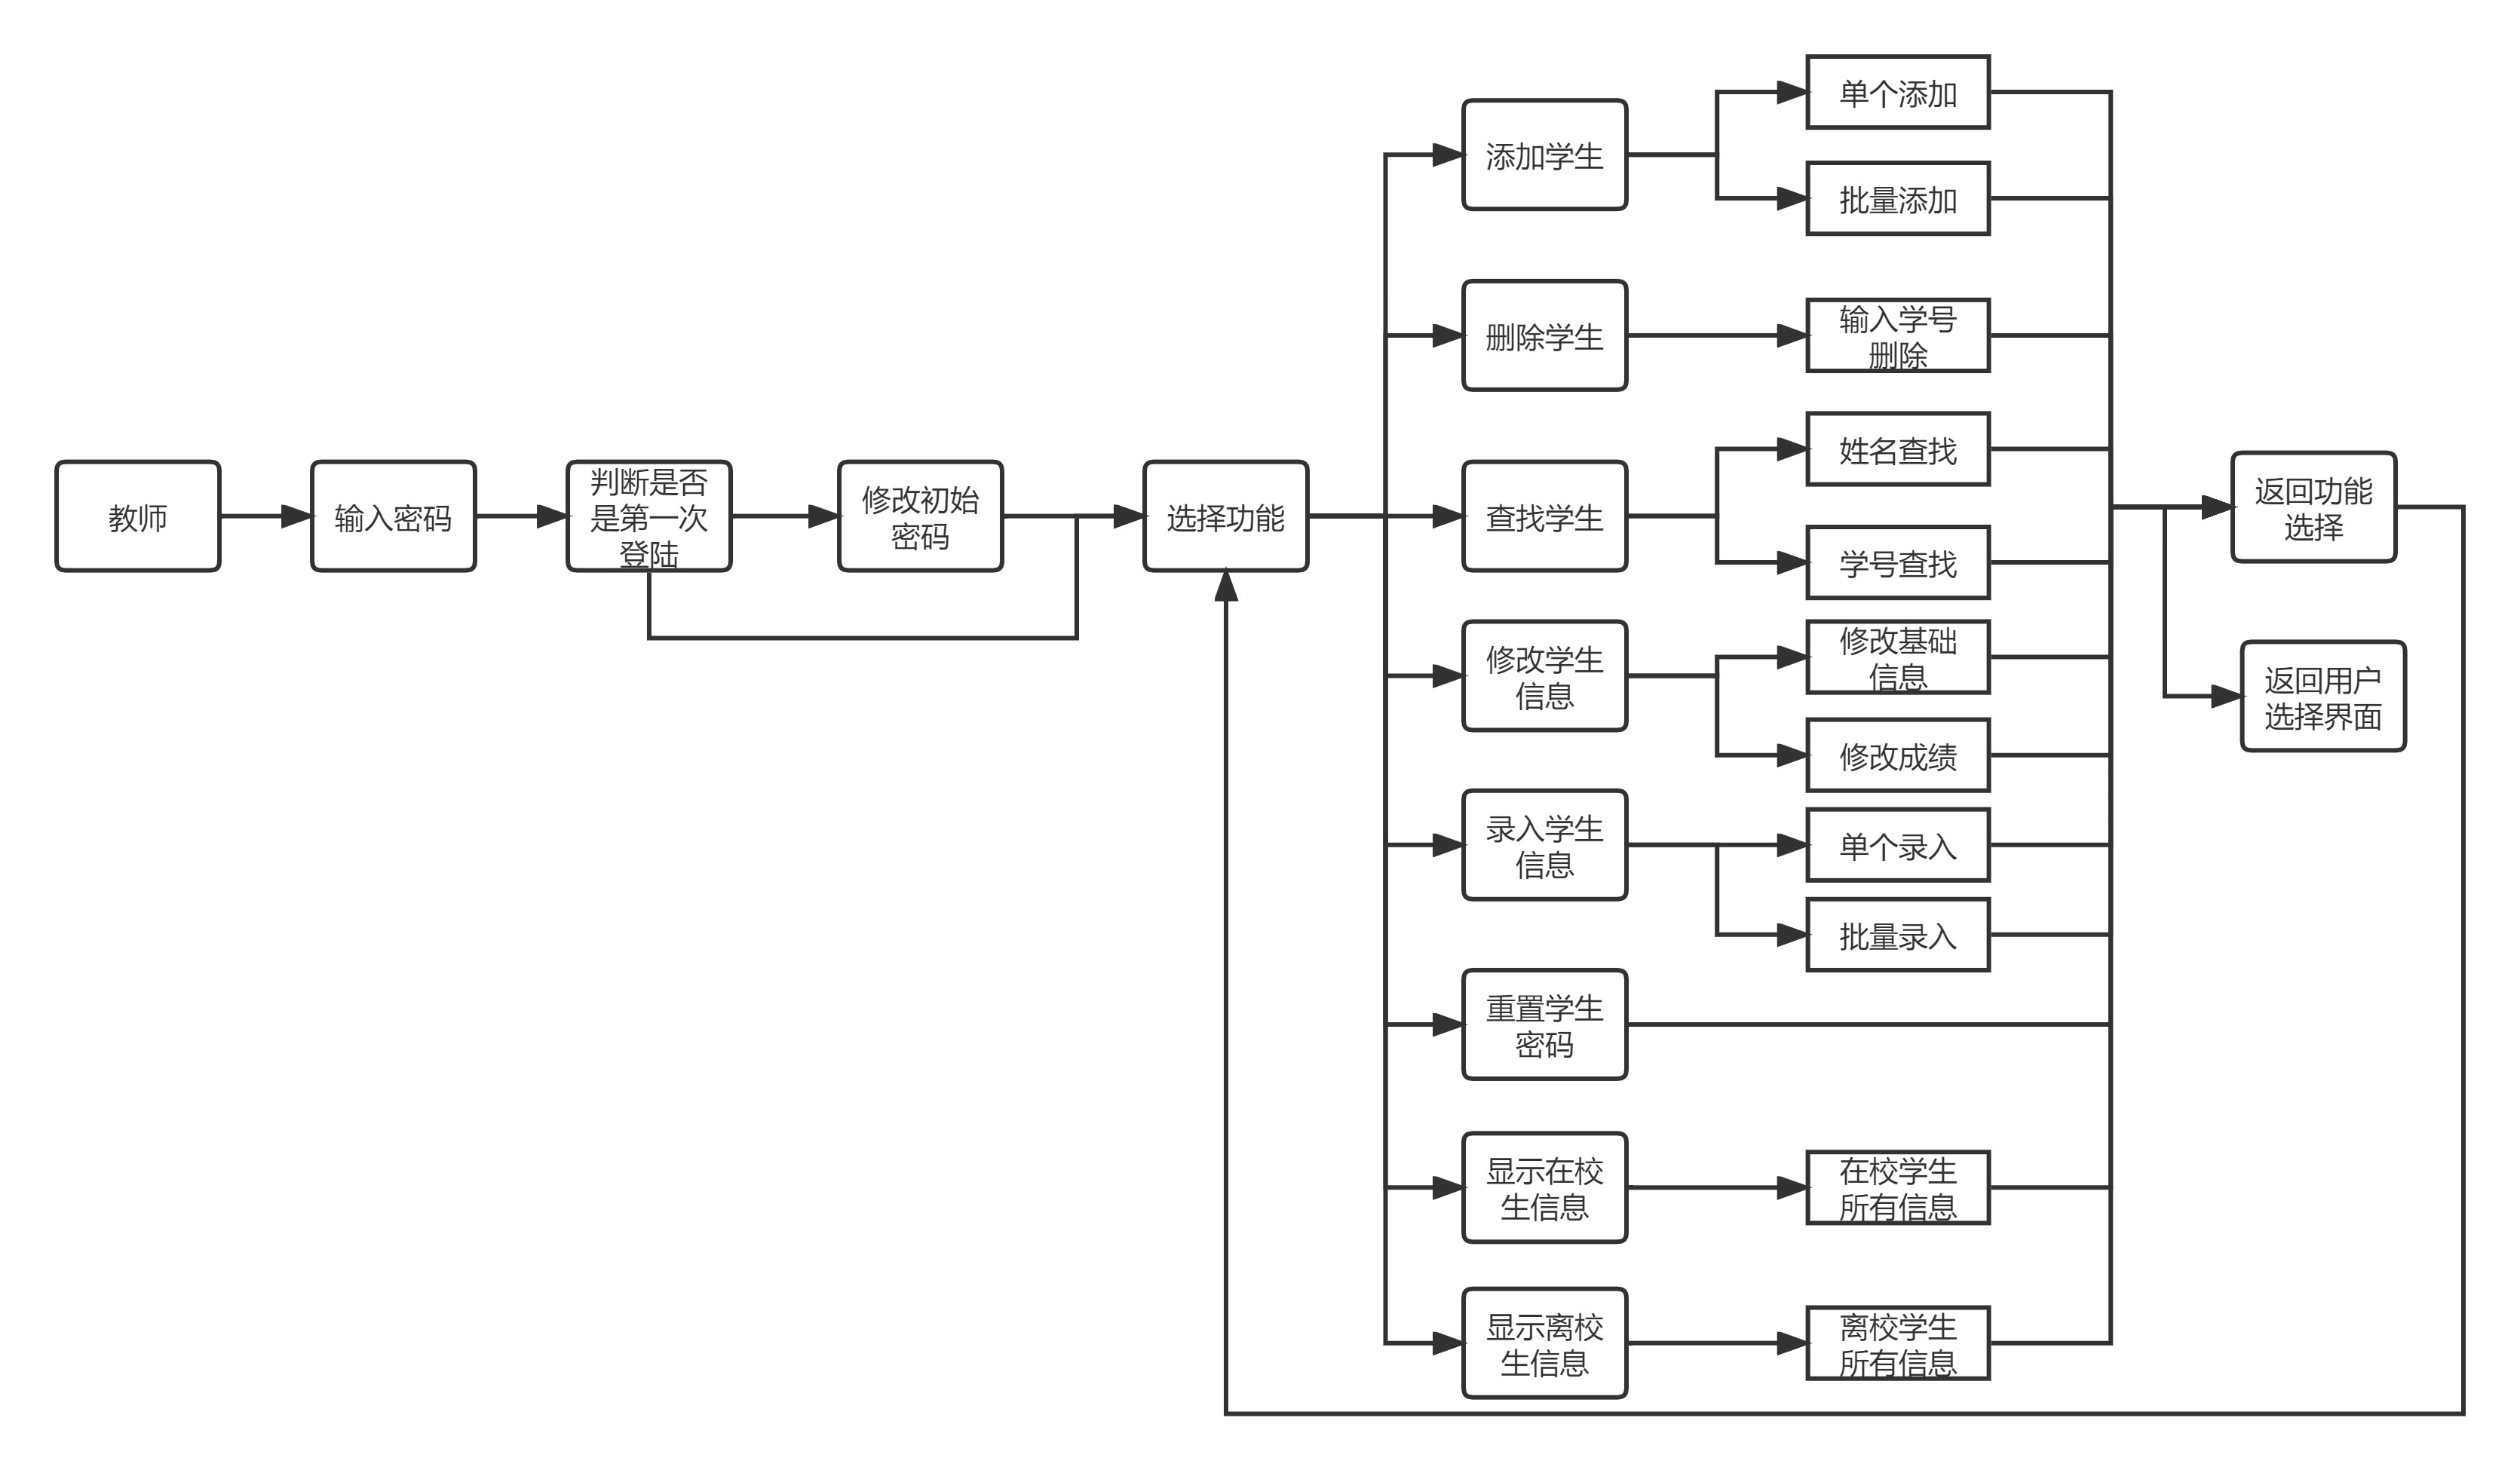 教师
输入密码
判断是否
是第一次
登陆
修改初始
密码
选择功能
添加学生
单个添加
批量添加
删除学生
输入学号
删除
查找学生
姓名查找
学号查找
修改学生
信息
修改基础
信息
修改成绩
录入学生
信息
单个录入
批量录入
重置学生
密码
显示在校
生信息
在校学生
所有信息
显示离校
生信息
离校学生
所有信息
返回功能
选择
返回用户
选择界面